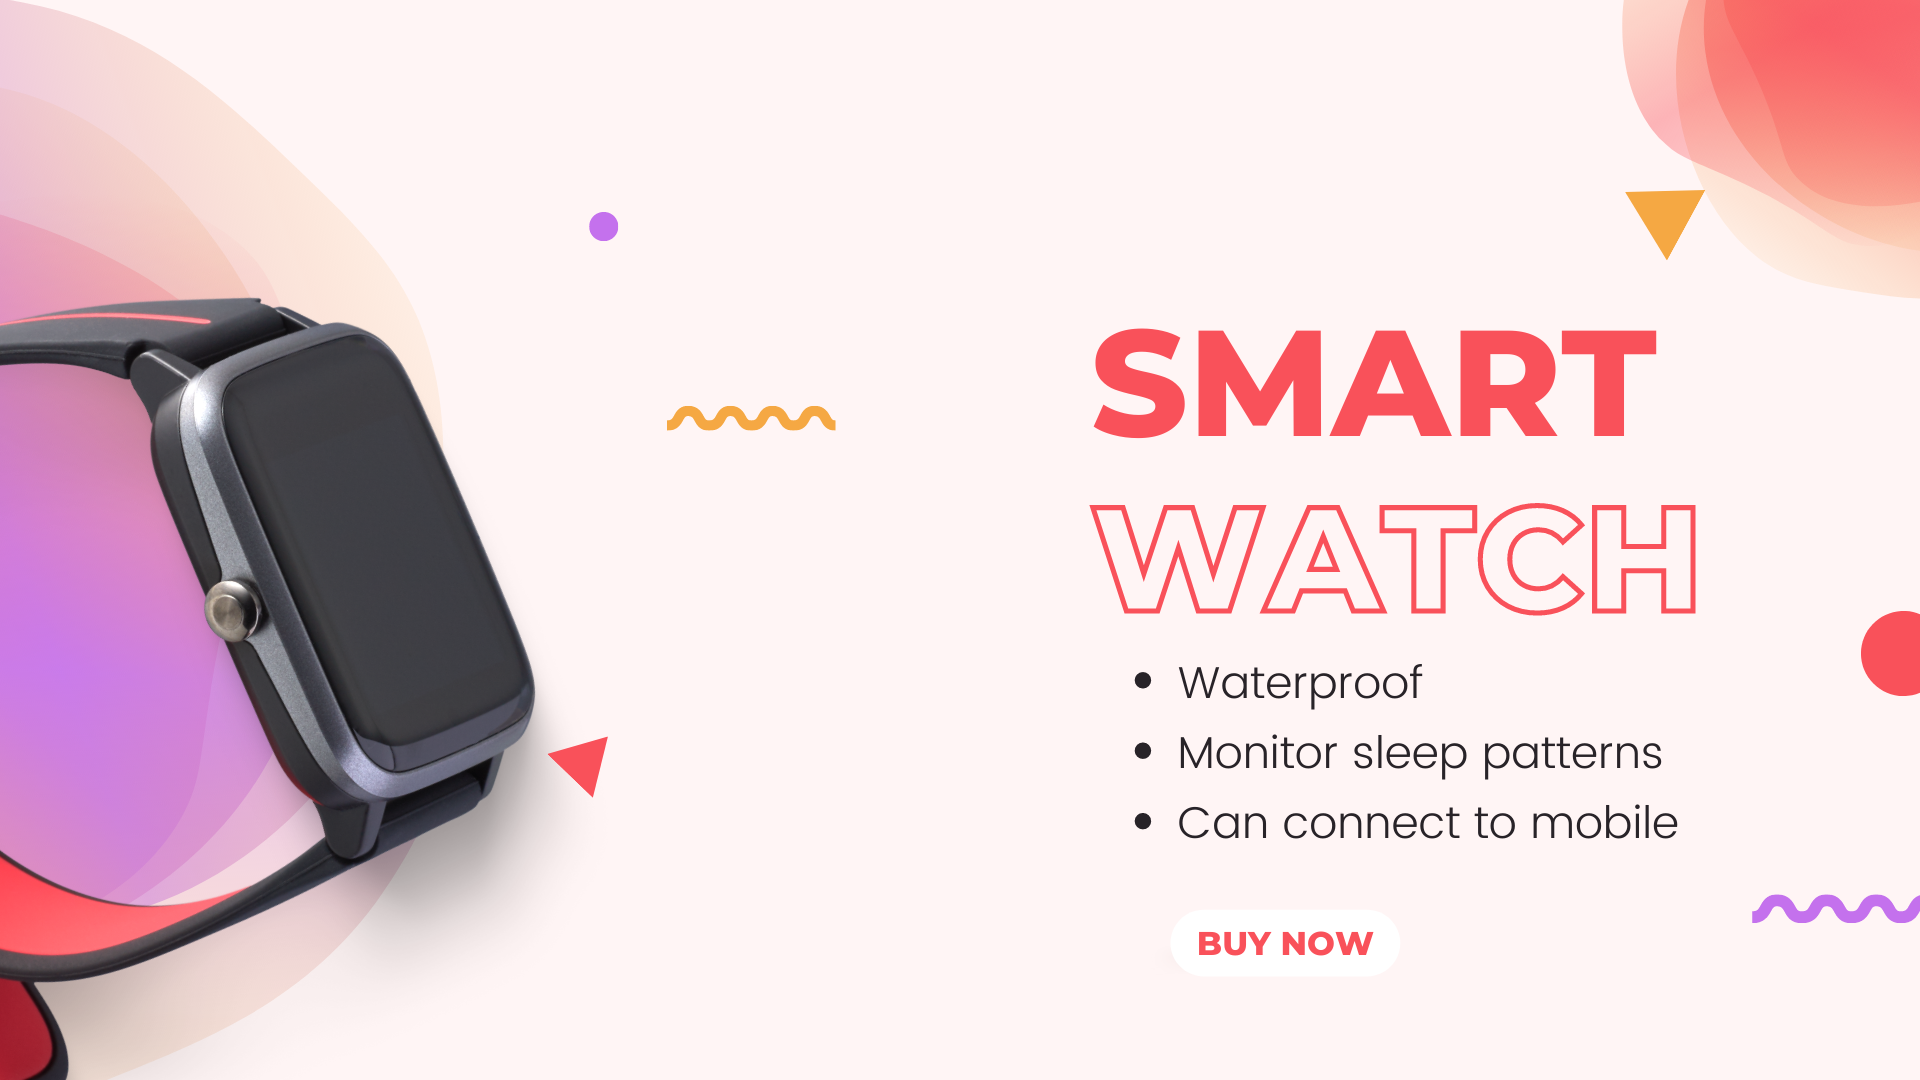 SMART
WATCH
• Waterproof
• Monitor sleep patterns
• Can connect to mobile
BUY NOW